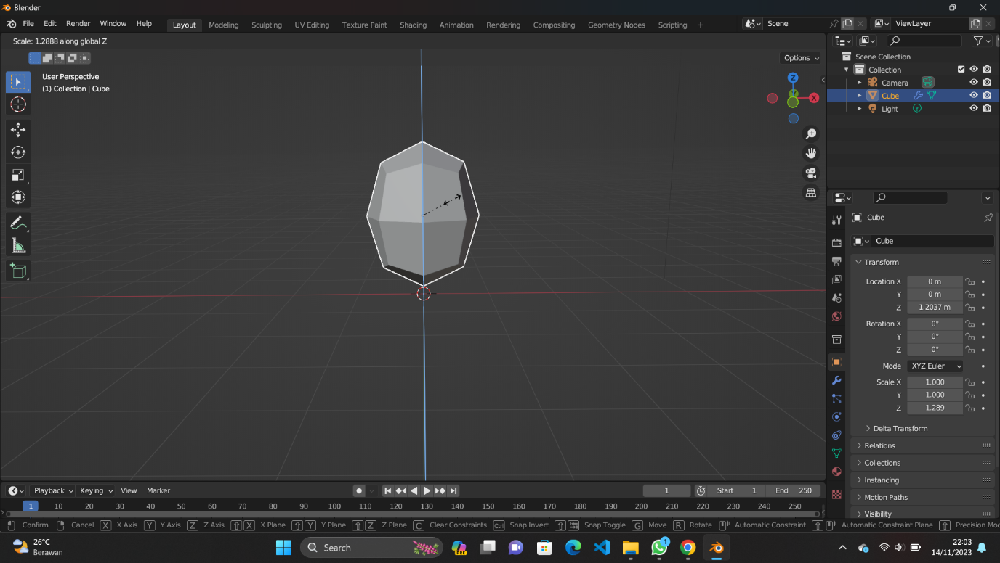 Blender
File Edit Render Window Help
Layout Modeling Sculpting UV Editing Texture Paint Shading Animation Rendering Compositing Geometry Nodes Scripting +
Scene
ViewLayer
Scale: 1.2888 along global Z
Options
User Perspective
(1) Collection | Cube
Z
Y
X
Scene Collection
Collection
Camera
Cube
Light
Cube
Cube
Transform
Location X 0 m
Y 0 m
Z 1.2037 m
Rotation X 0°
Y 0°
Z 0°
Mode XYZ Euler
Scale X 1.000
Y 1.000
Z 1.289
Delta Transform
Relations
Collections
Instancing
Motion Paths
Visibility
Playback Keying View Marker
1 Start 1 End 250
1 10 20 30 40 50 60 70 80 90 100 110 120 130 140 150 160 170 180 190 200 210 220 230 240 250
Confirm Cancel X X Axis Y Y Axis Z Z Axis X X Plane Y Y Plane Z Z Plane C Clear Constraints Ctrl Snap Invert Snap Toggle G Move R Rotate Automatic Constraint Automatic Constraint Plane Precision Mo
26°C
Berawan
Search
PRE
1
22:03
14/11/2023